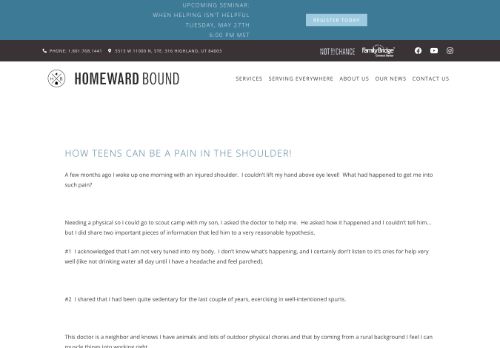 UPCOMING SEMINAR:
WHEN HELPING ISN'T HELPFUL
TUESDAY, MAY 27TH
6:00 PM MST
REGISTER TODAY
PHONE: 1.801.768.1441
5513 W 11000 N, STE. 316 HIGHLAND, UT 84003
NOT BY CHANCE
FamilyBridge
HOMEWARD BOUND
SERVICES SERVING EVERYWHERE ABOUT US OUR NEWS CONTACT US
HOW TEENS CAN BE A PAIN IN THE SHOULDER!
A few months ago I woke up one morning with an injured shoulder. I couldn't lift my hand above eye level! What had happened to get me into
such pain?
Needing a physical so I could go to scout camp with my son, I asked the doctor to help me. He asked how it happened and I couldn't tell him…
but I did share two important pieces of information that led him to a very reasonable hypothesis.
#1 I acknowledged that I am not very tuned into my body. I don't know what's happening, and I certainly don't listen to it's cries for help very
well (like not drinking water all day until I have a headache and feel parched).
#2 I shared that I had been quite sedentary for the last couple of years, exercising in well-intentioned spurts.
This doctor is a neighbor and knows I have animals and lots of outdoor physical chores and that by coming from a rural background I feel I can
muscle things into working right.